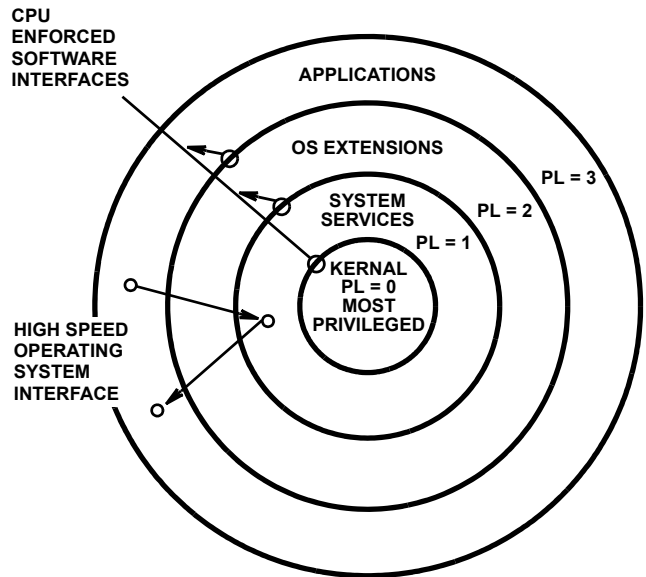 CPU
ENFORCED
SOFTWARE
INTERFACES
APPLICATIONS
OS EXTENSIONS
PL = 3
SYSTEM
SERVICES
PL = 2
PL = 1
KERNAL
PL = 0
MOST
PRIVILEGED
HIGH SPEED
OPERATING
SYSTEM
INTERFACE